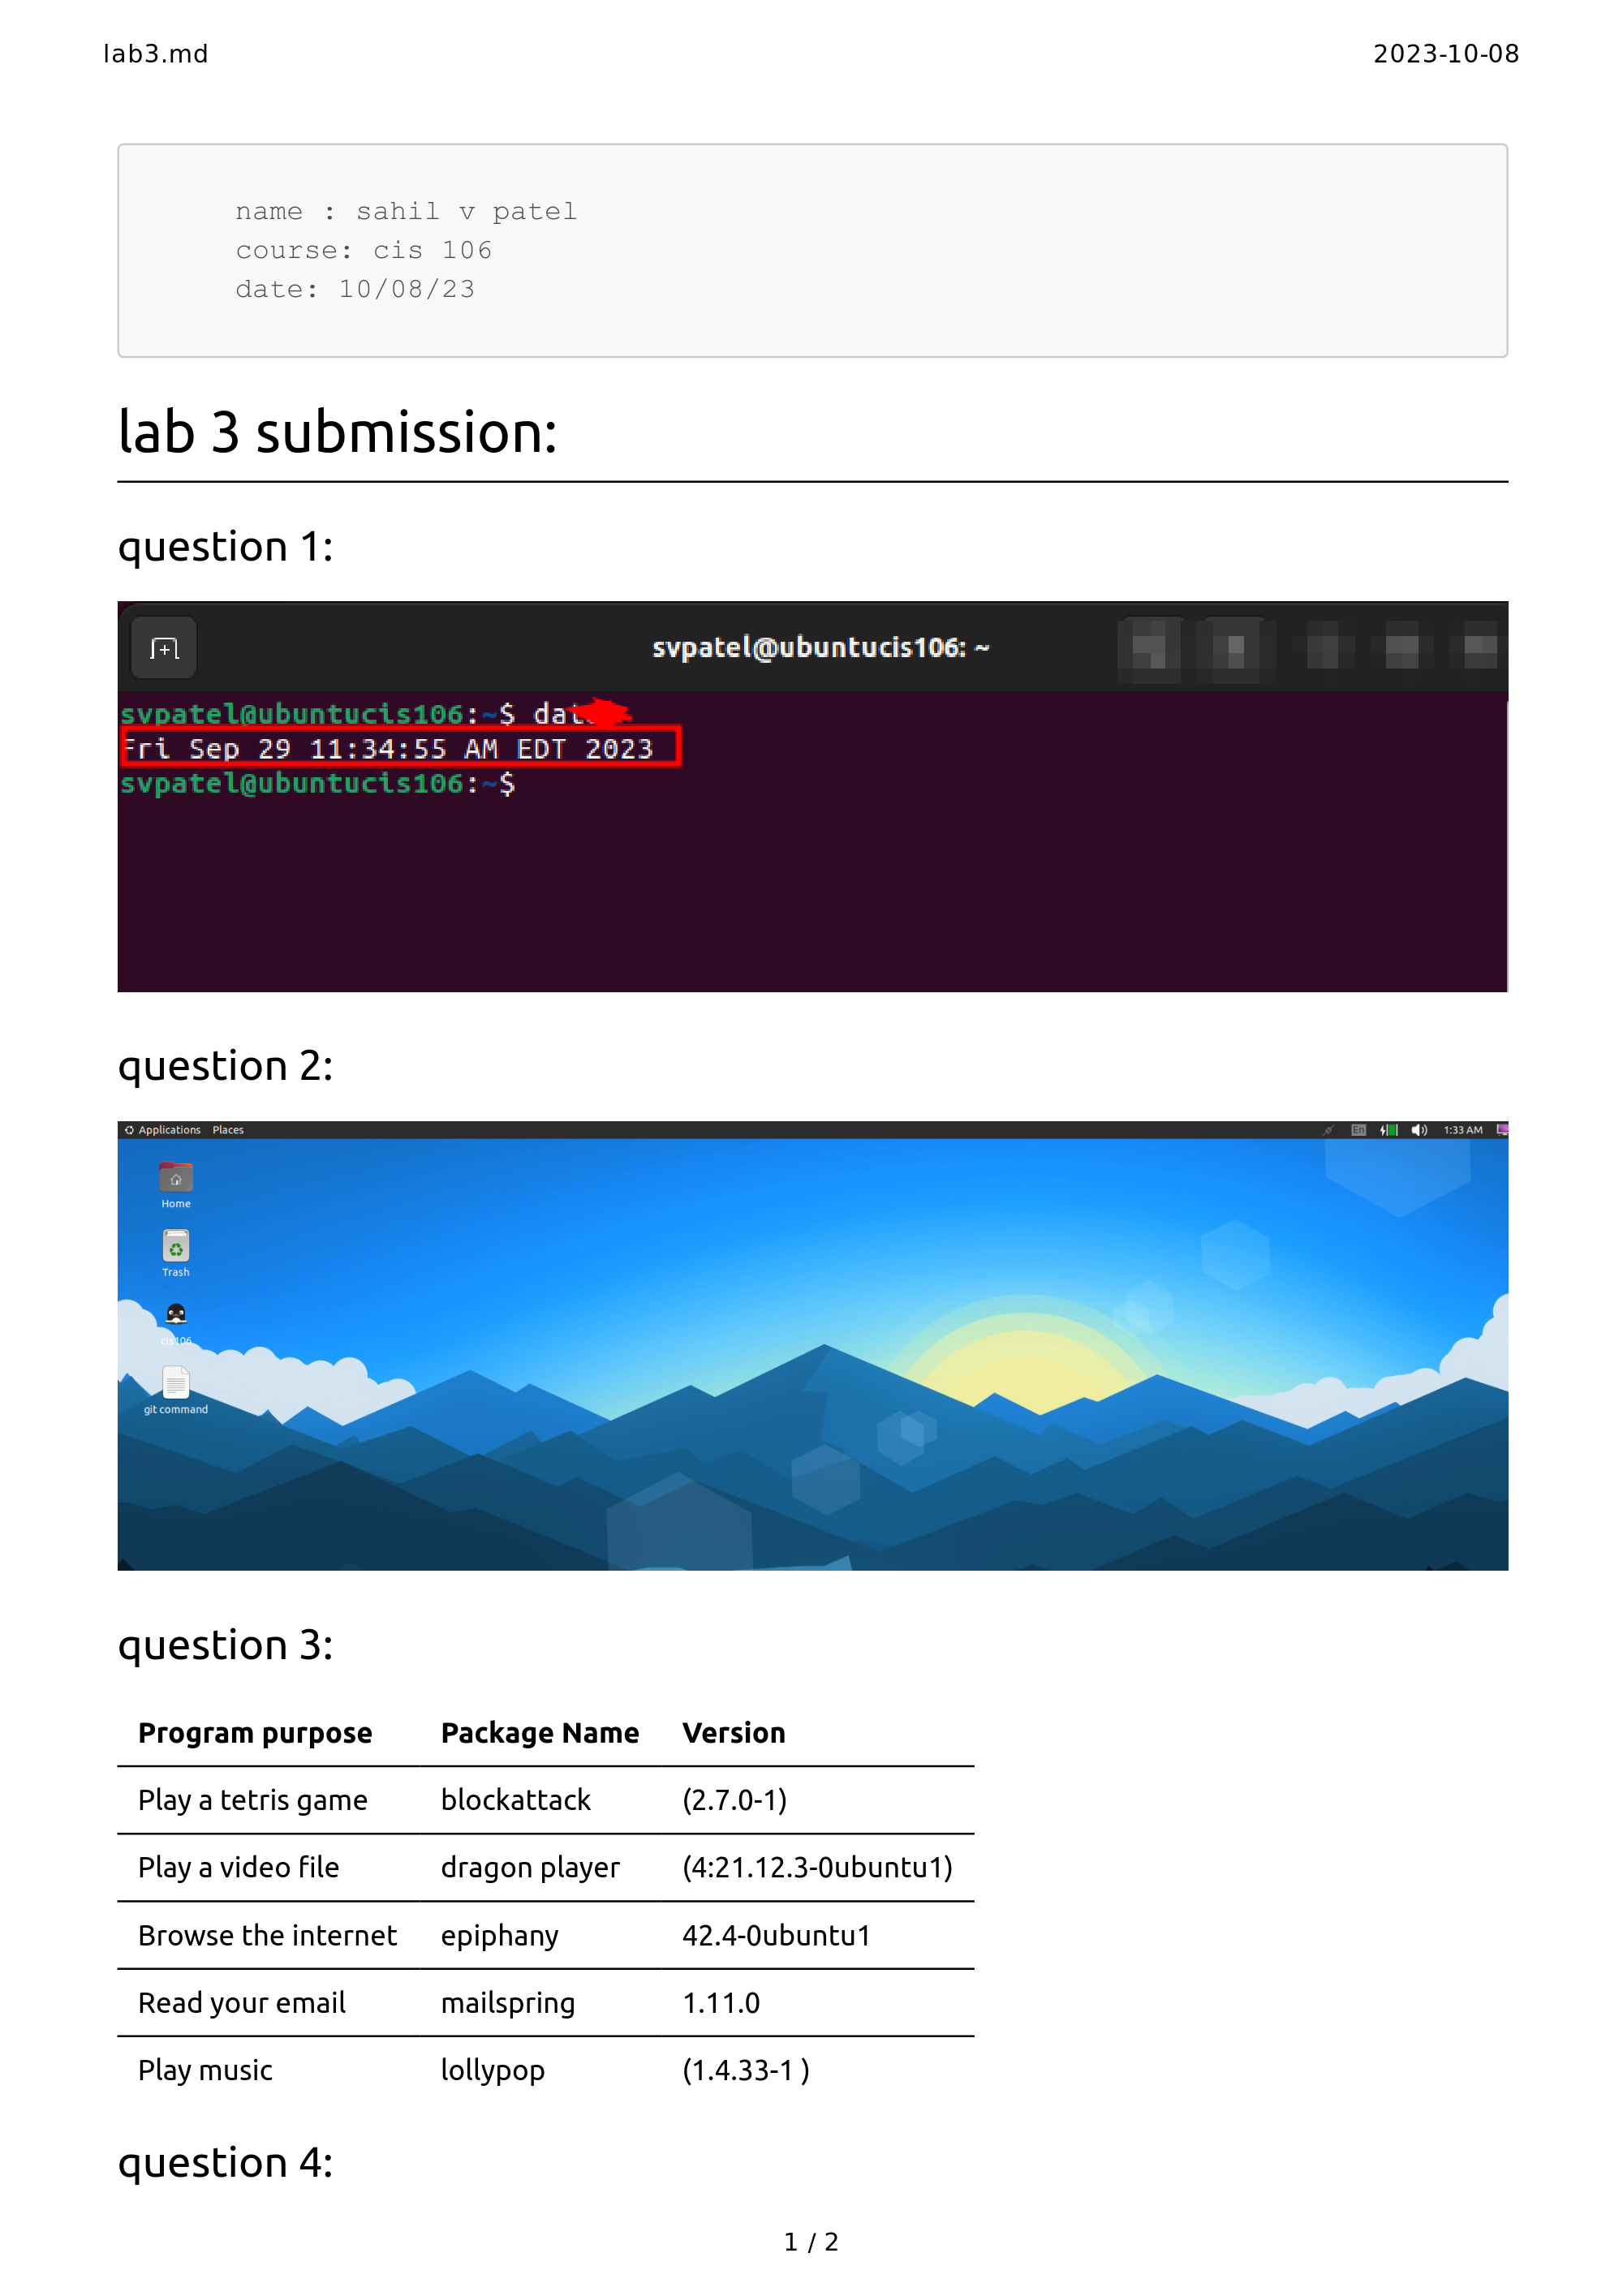 lab3.md 2023-10-08
name : sahil v patel
course: cis 106
date: 10/08/23
lab 3 submission:
question 1:
svpatel@ubuntucis106: ~
svpatel@ubuntucis106:~$
Fri Sep 29 11:34:55 AM EDT 2023
svpatel@ubuntucis106:~$
question 2:
Applications Places En 1:33 AM
Home
Trash
cis106
git command
question 3:
Program purpose Package Name Version
Play a tetris game blockattack (2.7.0-1)
Play a video file dragon player (4:21.12.3-0ubuntu1)
Browse the internet epiphany 42.4-0ubuntu1
Read your email mailspring 1.11.0
Play music lollypop (1.4.33-1 )
question 4:
1 / 2